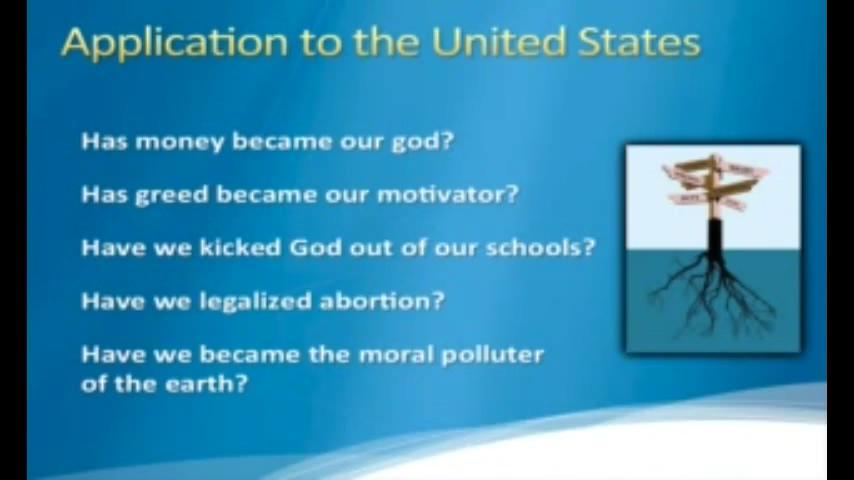 Application to the United States
Has money became our god?
Has greed became our motivator?
Have we kicked God out of our schools?
Have we legalized abortion?
Have we became the moral polluter
of the earth?